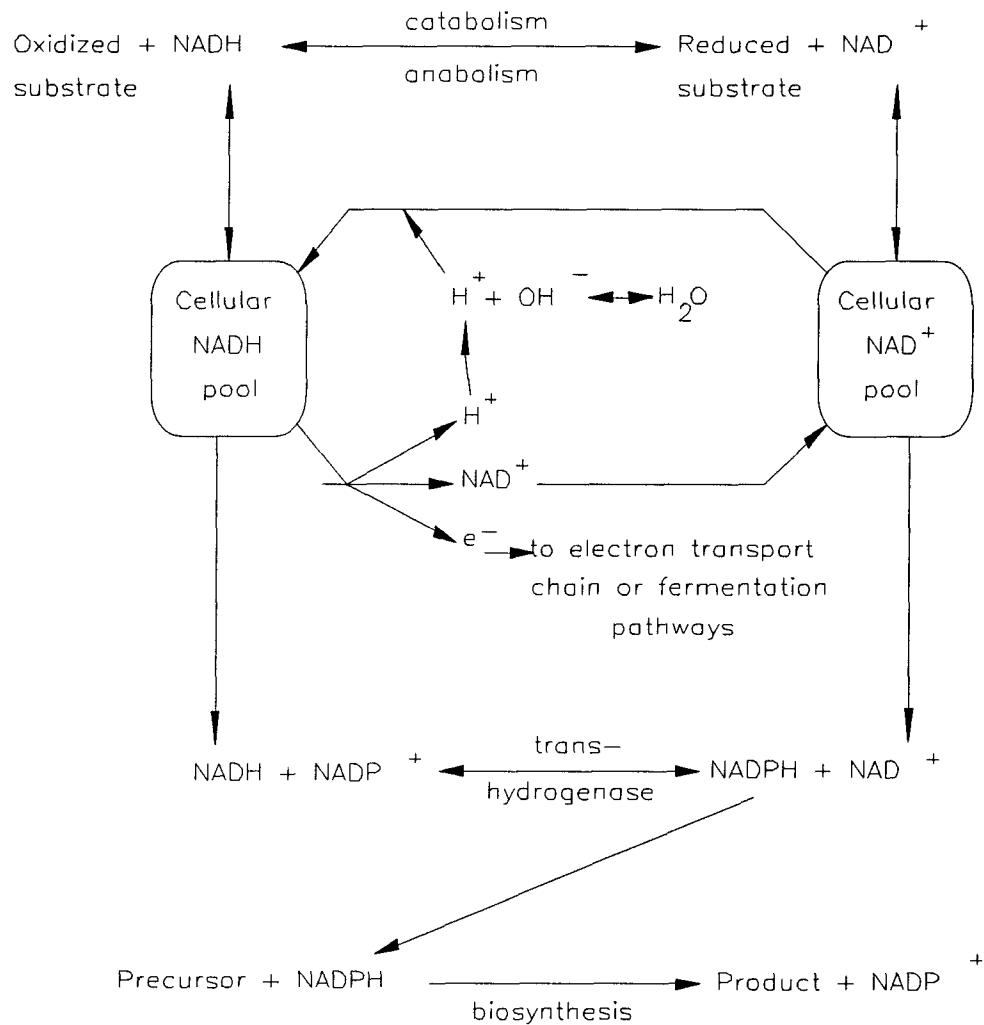 catabolism
Oxidized + NADH
Reduced + NAD+
substrate
anabolism
substrate
H+ + OH− H2O
Cellular
NADH
pool
Cellular
NAD+
pool
H+
NAD+
e−
to electron transport
chain or fermentation
pathways
trans−
NADH + NADP+
NADPH + NAD+
hydrogenase
Precursor + NADPH
Product + NADP+
biosynthesis